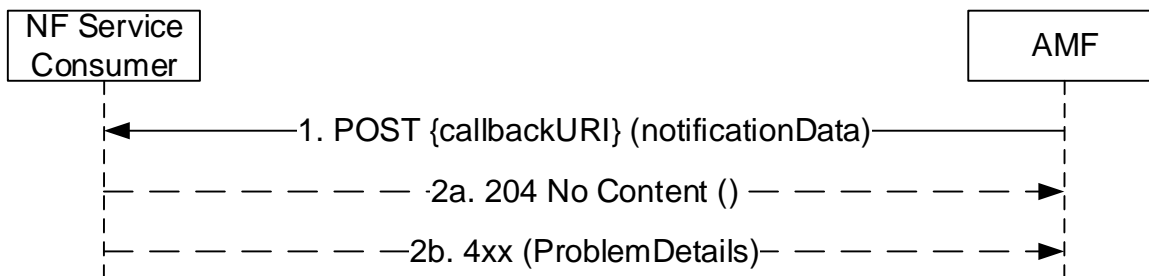 NF Service
Consumer
AMF
1. POST {callbackURI} (notificationData)
2a. 204 No Content ()
2b. 4xx (ProblemDetails)